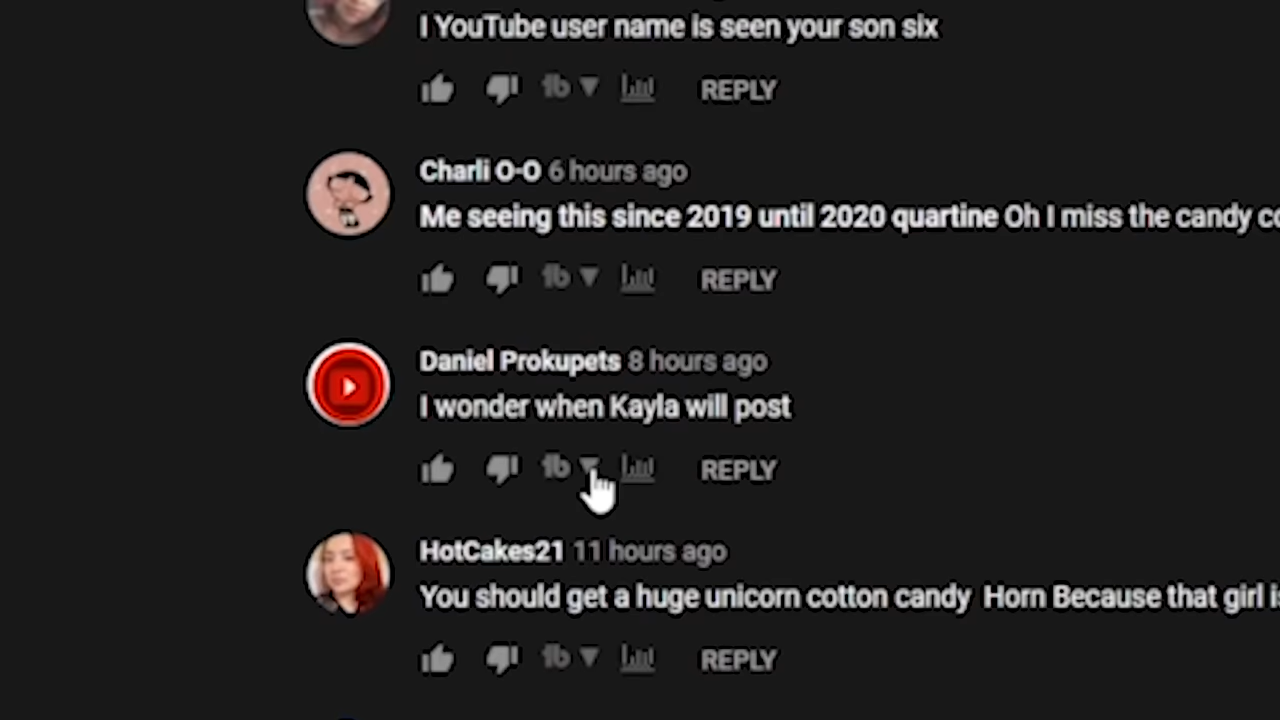 I YouTube user name is seen your son six
REPLY
Charli O-O 6 hours ago
Me seeing this since 2019 until 2020 quartine Oh I miss the candy
REPLY
Daniel Prokupets 8 hours ago
I wonder when Kayla will post
REPLY
HotCakes21 11 hours ago
You should get a huge unicorn cotton candy Horn Because that girl
REPLY